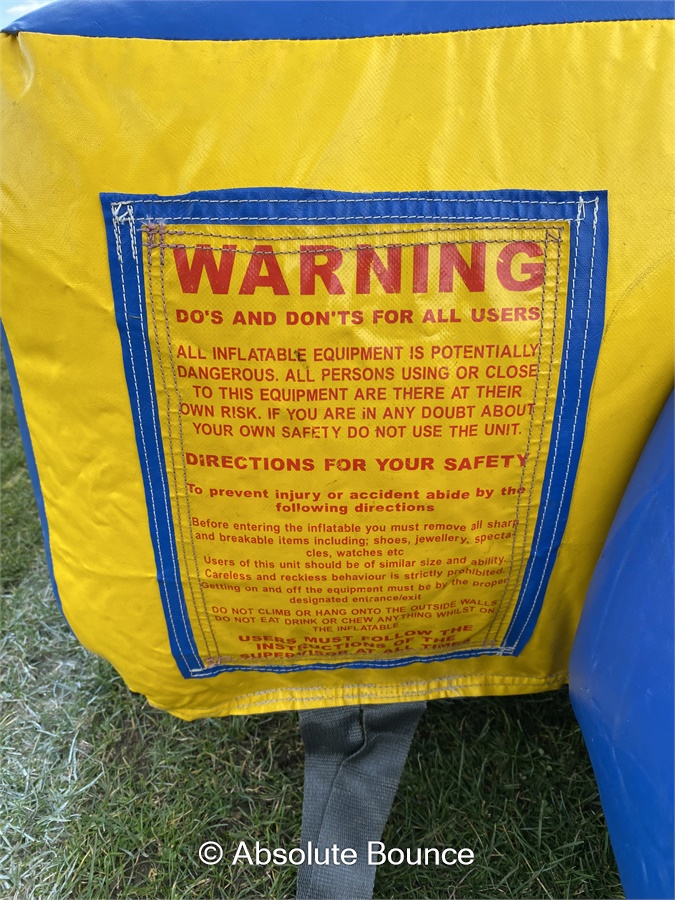 WARNING
DO'S AND DON'TS FOR ALL USERS
ALL INFLATABLE EQUIPMENT IS POTENTIALLY
DANGEROUS. ALL PERSONS USING OR CLOSE
TO THIS EQUIPMENT ARE THERE AT THEIR
OWN RISK. IF YOU ARE iN ANY DOUBT ABOUT
YOUR OWN SAFETY DO NOT USE THE UNIT.
DiRECTIONS FOR YOUR SAFETY
To prevent injury or accident abide by the
following directions
Before entering the inflatable you must remove all sharp
and breakable items including; shoes, jewellery, specta-
cles, watches etc
Users of this unit should be of similar size and ability.
Careless and reckless behaviour is strictly prohibited.
Getting on and off the equipment must be by the proper
designated entrance/exit
DO NOT CLIMB OR HANG ONTO THE OUTSIDE WALLS
DO NOT EAT DRINK OR CHEW ANYTHING WHILST ON
THE INFLATABLE
USERS MUST FOLLOW THE
INSTRUCTIONS OF THE
SUPERVISOR AT ALL TIMES
© Absolute Bounce